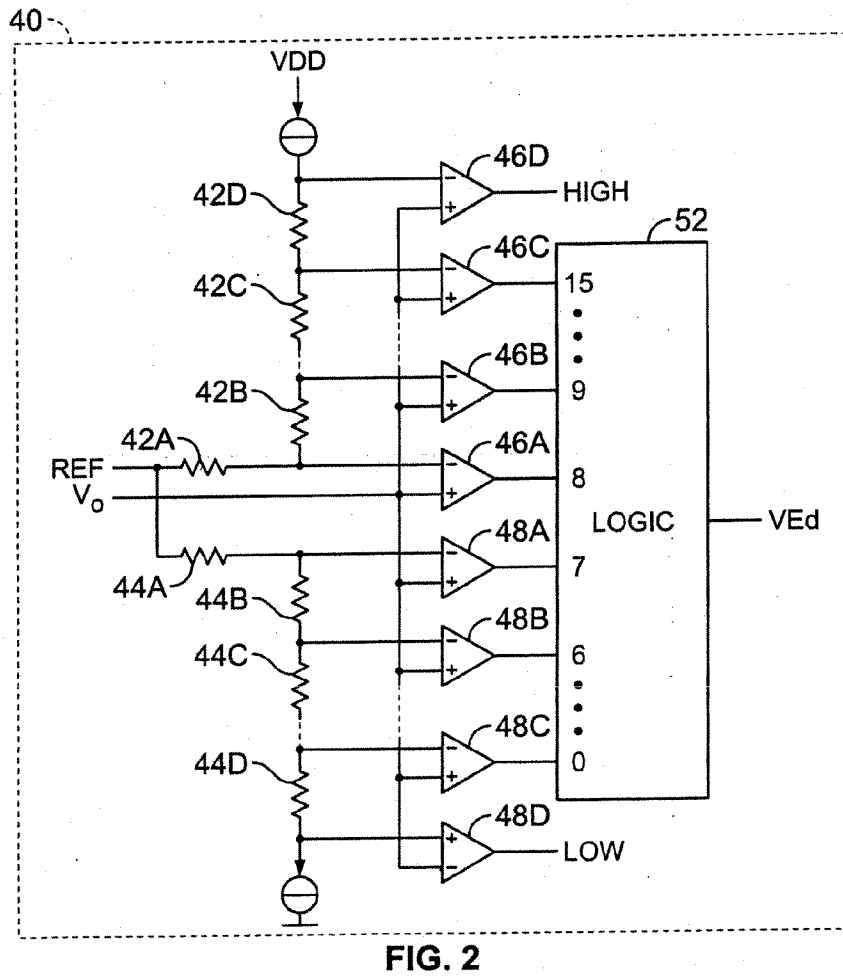 40
VDD
46D
42D
- +
HIGH
52
46C
42C
- +
15
46B
42B
- +
9
42A
46A
REF
- +
8
Vo
LOGIC
VEd
48A
- +
7
44A
44B
48B
- +
6
44C
48C
- +
0
44D
48D
+ -
LOW
FIG. 2